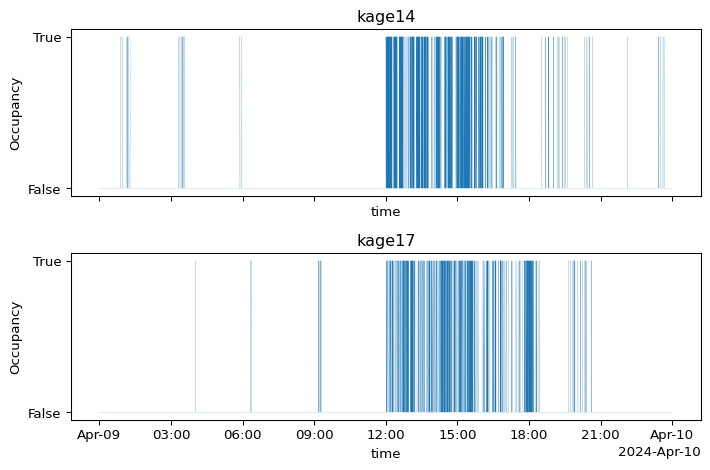 kage14
True
Occupancy
False
time
kage17
True
Occupancy
False
Apr-09 03:00 06:00 09:00 12:00 15:00 18:00 21:00 Apr-10
time
2024-Apr-10